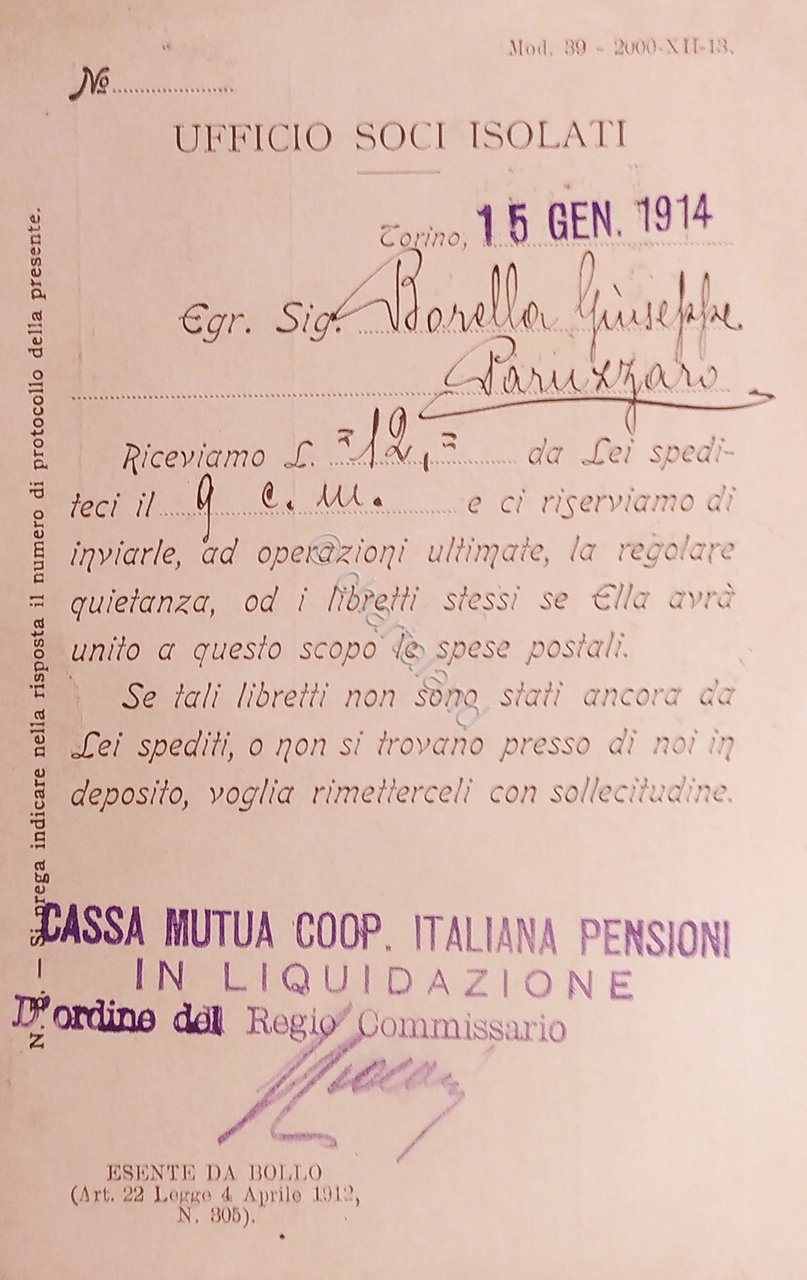 Mod. 39 - 2000-XII-13.
No
UFFICIO SOCI ISOLATI
Torino, 15 GEN. 1914
Egr. Sig. Borella Giuseppe.
Paruzzaro
Riceviamo L. =12,= da Lei spedi-
teci il 9 c. m. e ci riserviamo di
inviarle, ad operazioni ultimate, la regolare
quietanza, od i libretti stessi se Ella avrà
unito a questo scopo le spese postali.
Se tali libretti non sono stati ancora da
Lei spediti, o non si trovano presso di noi in
deposito, voglia rimetterceli con sollecitudine.
N. B. — Si prega indicare nella risposta il numero di protocollo della presente.
CASSA MUTUA COOP. ITALIANA PENSIONI
IN LIQUIDAZIONE
D'ordine del Regio Commissario
ESENTE DA BOLLO
(Art. 22 Legge 4 Aprile 1912,
N. 305).
© chartaland